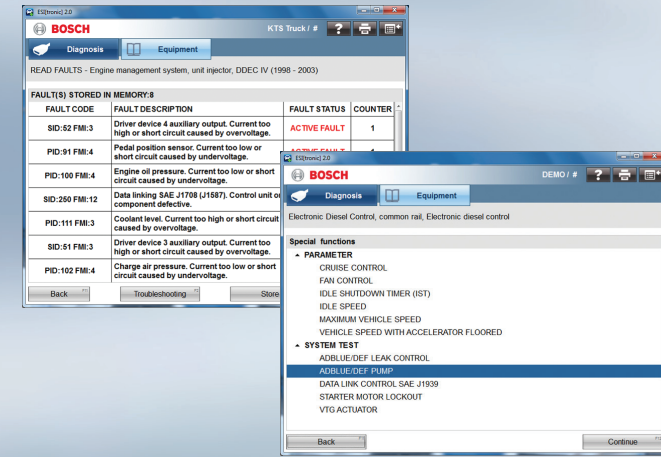 ESI[tronic] 2.0
BOSCH
KTS Truck / # ?
Diagnosis Equipment
READ FAULTS - Engine management system, unit injector, DDEC IV (1998 - 2003)
FAULT(S) STORED IN MEMORY:8
FAULT CODE FAULT DESCRIPTION FAULT STATUS COUNTER
SID:52 FMI:3 Driver device 4 auxiliary output. Current too
high or short circuit caused by overvoltage. ACTIVE FAULT 1
PID:91 FMI:4 Pedal position sensor. Current too low or
short circuit caused by undervoltage.
PID:100 FMI:4 Engine oil pressure. Current too low or short
circuit caused by undervoltage.
SID:250 FMI:12 Data linking SAE J1708 (J1587). Control unit or
component defective.
PID:111 FMI:3 Coolant level. Current too high or short circuit
caused by overvoltage.
SID:51 FMI:3 Driver device 3 auxiliary output. Current too
high or short circuit caused by overvoltage.
PID:102 FMI:4 Charge air pressure. Current too low or short
circuit caused by undervoltage.
Back Troubleshooting Store
ESI[tronic] 2.0
BOSCH
DEMO / # ?
Diagnosis Equipment
Electronic Diesel Control, common rail, Electronic diesel control
Special functions
PARAMETER
CRUISE CONTROL
FAN CONTROL
IDLE SHUTDOWN TIMER (IST)
IDLE SPEED
MAXIMUM VEHICLE SPEED
VEHICLE SPEED WITH ACCELERATOR FLOORED
SYSTEM TEST
ADBLUE/DEF LEAK CONTROL
ADBLUE/DEF PUMP
DATA LINK CONTROL SAE J1939
STARTER MOTOR LOCKOUT
VTG ACTUATOR
Back Continue